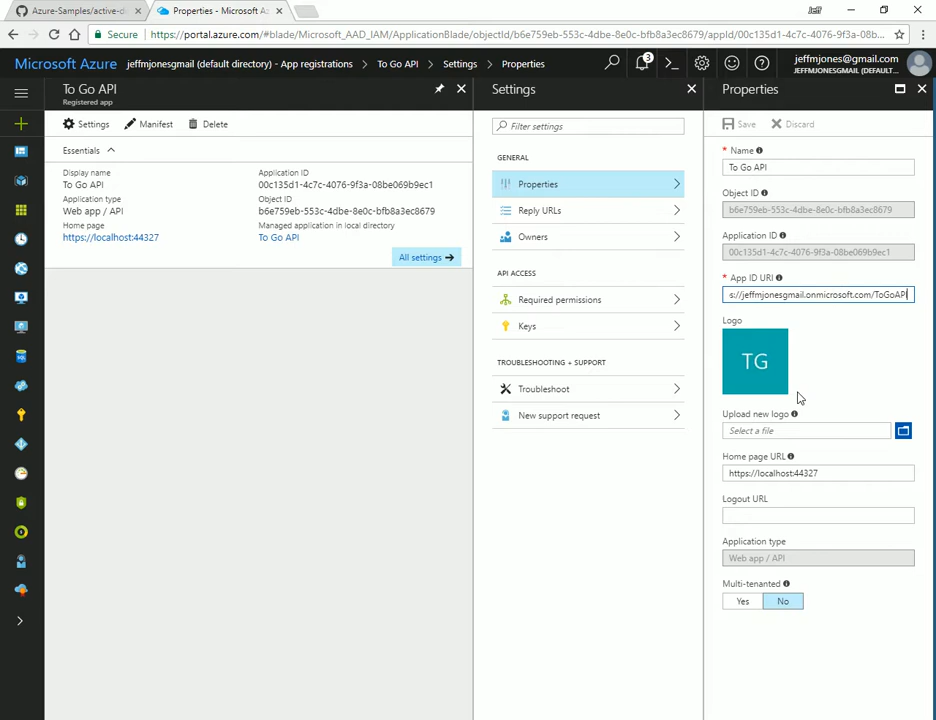 Azure-Samples/active-di
Properties - Microsoft Az
Jeff
Secure
https://portal.azure.com/#blade/Microsoft_AAD_IAM/ApplicationBlade/objectId/b6e759eb-553c-4dbe-8e0c-bfb8a3ec8679/appId/00c135d1-4c7c-4076-9f3a-08b...
Microsoft Azure
jeffmjonesgmail (default directory) - App registrations > To Go API > Settings > Properties
3
jeffmjones@gmail.com
JEFFMJONESGMAIL (DEFAULT...
To Go API
Registered app
Settings
Manifest
Delete
Essentials
Display name
To Go API
Application ID
00c135d1-4c7c-4076-9f3a-08be069b9ec1
Application type
Web app / API
Object ID
b6e759eb-553c-4dbe-8e0c-bfb8a3ec8679
Home page
https://localhost:44327
Managed application in local directory
To Go API
All settings
Settings
Filter settings
GENERAL
Properties
Reply URLs
Owners
API ACCESS
Required permissions
Keys
TROUBLESHOOTING + SUPPORT
Troubleshoot
New support request
Properties
Save
Discard
* Name
To Go API
Object ID
b6e759eb-553c-4dbe-8e0c-bfb8a3ec8679
Application ID
00c135d1-4c7c-4076-9f3a-08be069b9ec1
* App ID URI
s://jeffmjonesgmail.onmicrosoft.com/ToGoAPI
Logo
TG
Upload new logo
Select a file
Home page URL
https://localhost:44327
Logout URL
Application type
Web app / API
Multi-tenanted
Yes
No